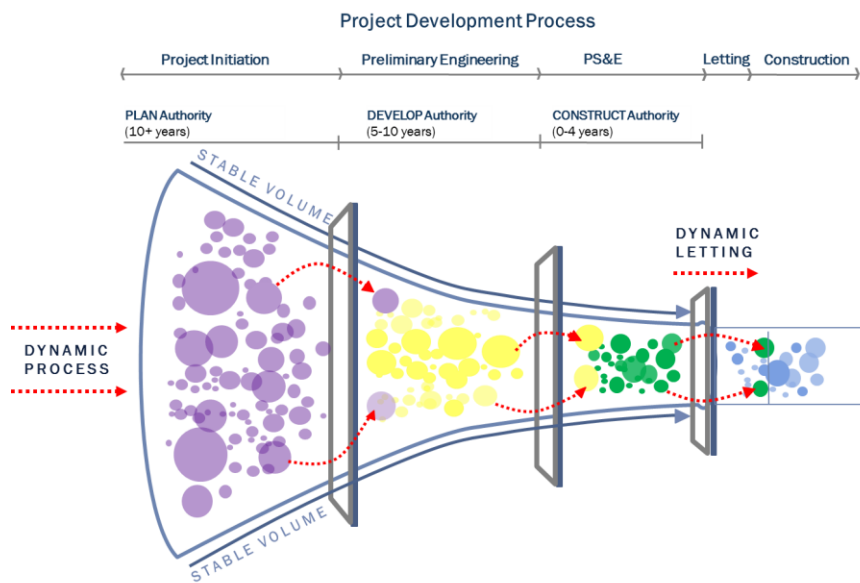 Project Development Process
Project Initiation
Preliminary Engineering
PS&E
Letting
Construction
PLAN Authority
(10+ years)
DEVELOP Authority
(5-10 years)
CONSTRUCT Authority
(0-4 years)
STABLE VOLUME
DYNAMIC
LETTING
DYNAMIC
PROCESS
STABLE VOLUME